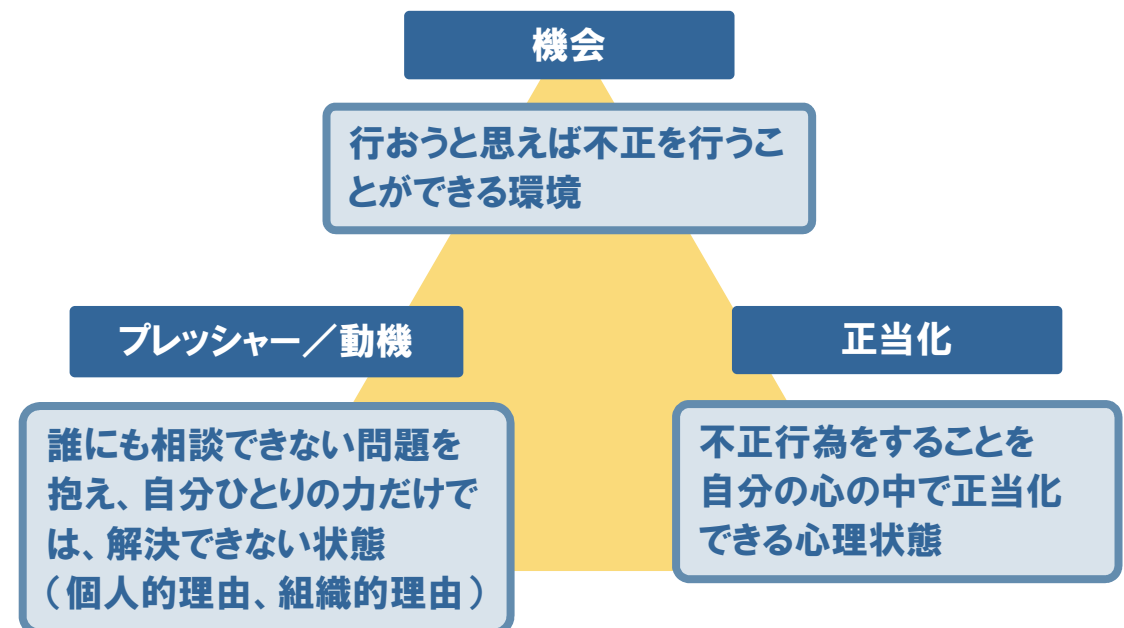 機会
行おうと思えば不正を行うこ
とができる環境
プレッシャー／動機
正当化
誰にも相談できない問題を
抱え、自分ひとりの力だけで
は、解決できない状態
（個人的理由、組織的理由）
不正行為をすることを
自分の心の中で正当化
できる心理状態